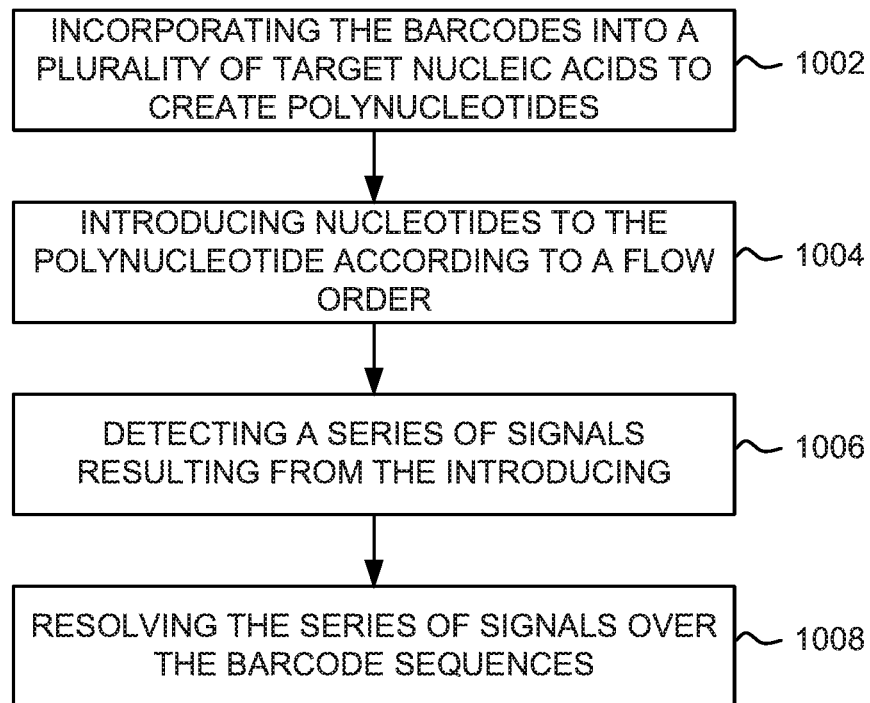 INCORPORATING THE BARCODES INTO A
PLURALITY OF TARGET NUCLEIC ACIDS TO
CREATE POLYNUCLEOTIDES
1002
INTRODUCING NUCLEOTIDES TO THE
POLYNUCLEOTIDE ACCORDING TO A FLOW
ORDER
1004
DETECTING A SERIES OF SIGNALS
RESULTING FROM THE INTRODUCING
1006
RESOLVING THE SERIES OF SIGNALS OVER
THE BARCODE SEQUENCES
1008